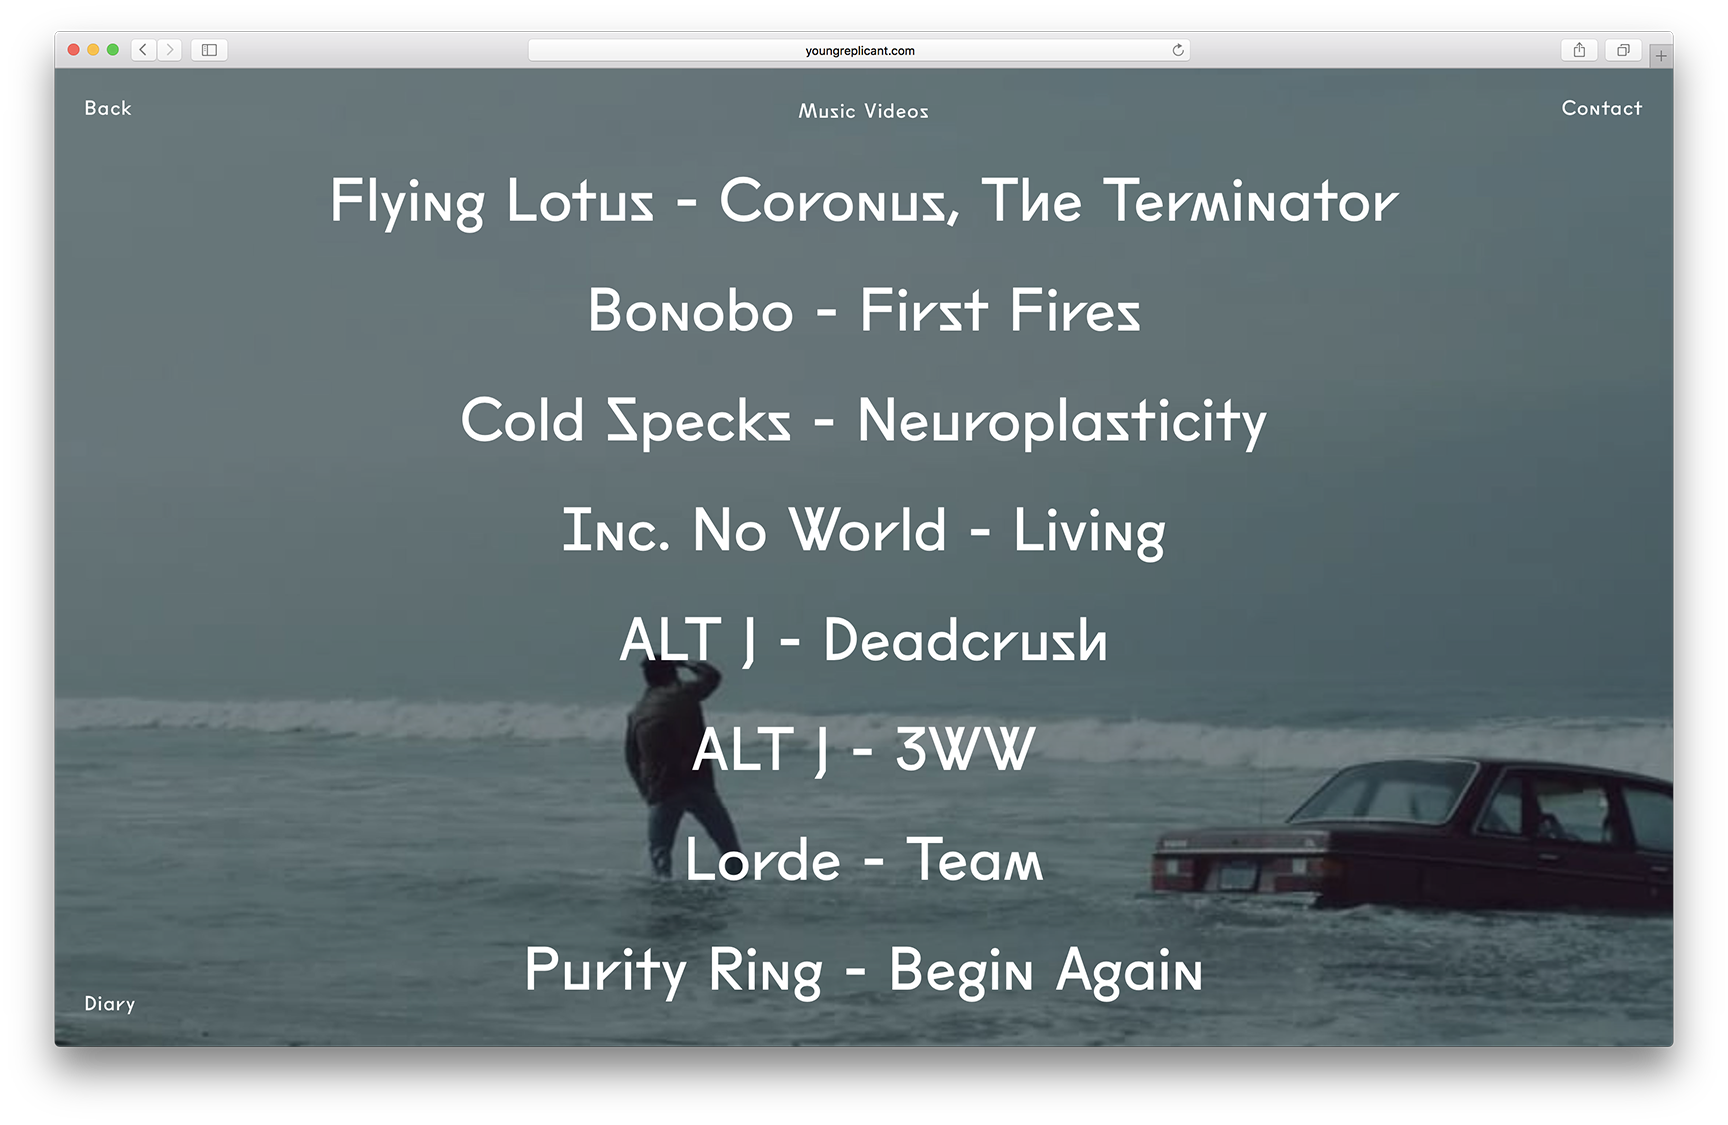 youngreplicant.com
Back
Music Videos
Contact
Flying Lotus - Coronus, The Terminator
Bonobo - First Fires
Cold Specks - Neuroplasticity
Inc. No World - Living
ALT J - Deadcrush
ALT J - 3WW
Lorde - Team
Purity Ring - Begin Again
Diary